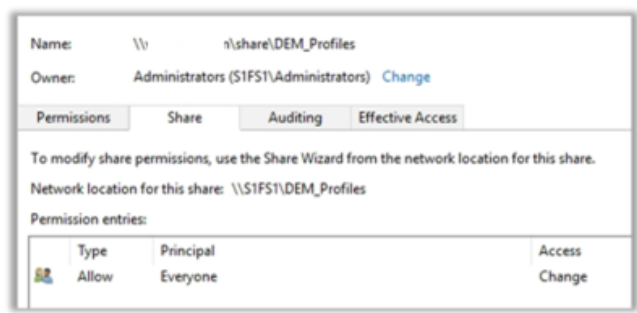 Name: \\ n\share\DEM_Profiles
Owner: Administrators (S1FS1\Administrators) Change
Permissions Share Auditing Effective Access
To modify share permissions, use the Share Wizard from the network location for this share.
Network location for this share: \\S1FS1\DEM_Profiles
Permission entries:
Type Principal Access
Allow Everyone Change